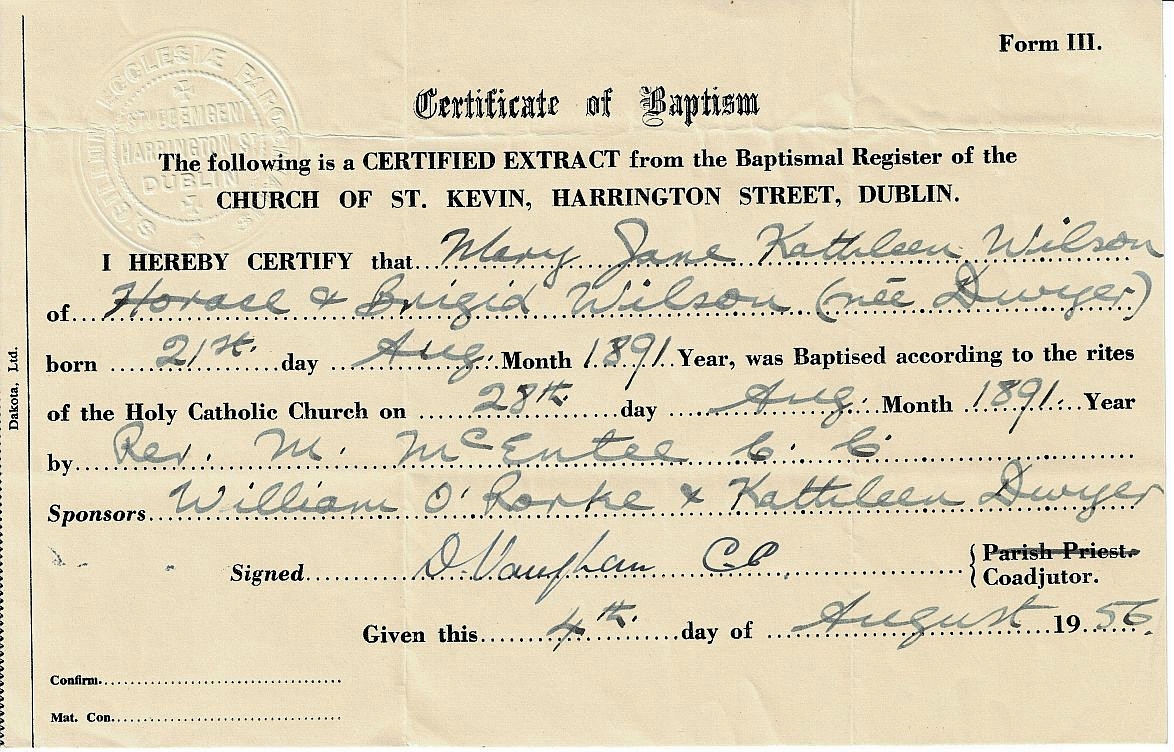 Form III.
SIGILLUM ECCLESIÆ PAROCHIALIS
HARRINGTON ST.
DUBLIN
Certificate of Baptism
The following is a CERTIFIED EXTRACT from the Baptismal Register of the
CHURCH OF ST. KEVIN, HARRINGTON STREET, DUBLIN.
I HEREBY CERTIFY that Mary Jane Kathleen Wilson
of Horace & Brigid Wilson (née Dwyer)
born 21st. day Aug. Month 1891 Year, was Baptised according to the rites
of the Holy Catholic Church on 28th. day Aug. Month 1891 Year
by Rev. M. McEntee C. C
Sponsors William O'Rorke & Kathleen Dwyer
Signed D Vaughan CC { Parish Priest.
Coadjutor.
Given this 4th. day of August 1956.
Confirm.
Mat. Con.
Dakota, Ltd.